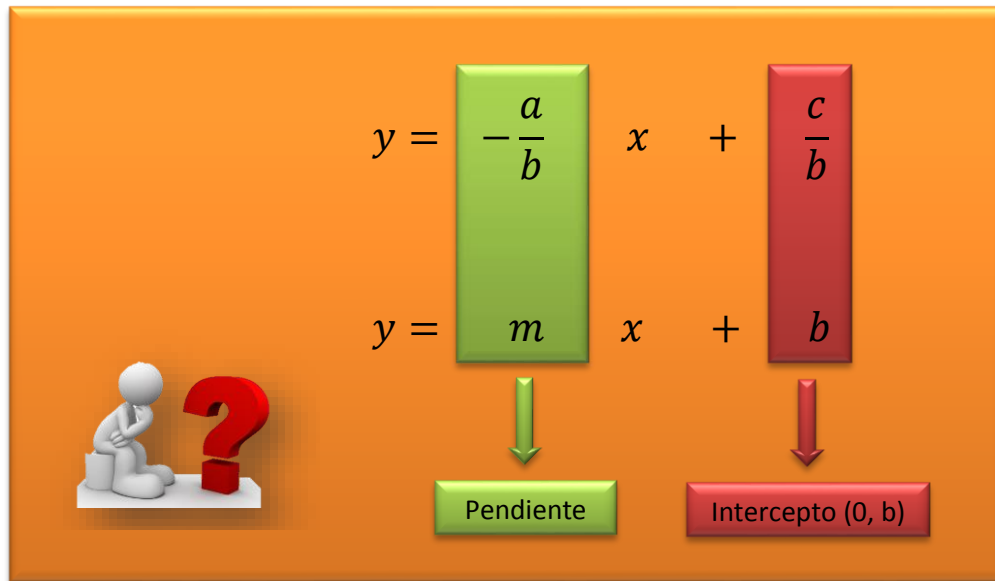 y = − a/b x + c/b
y = m x + b
Pendiente
Intercepto (0, b)
?